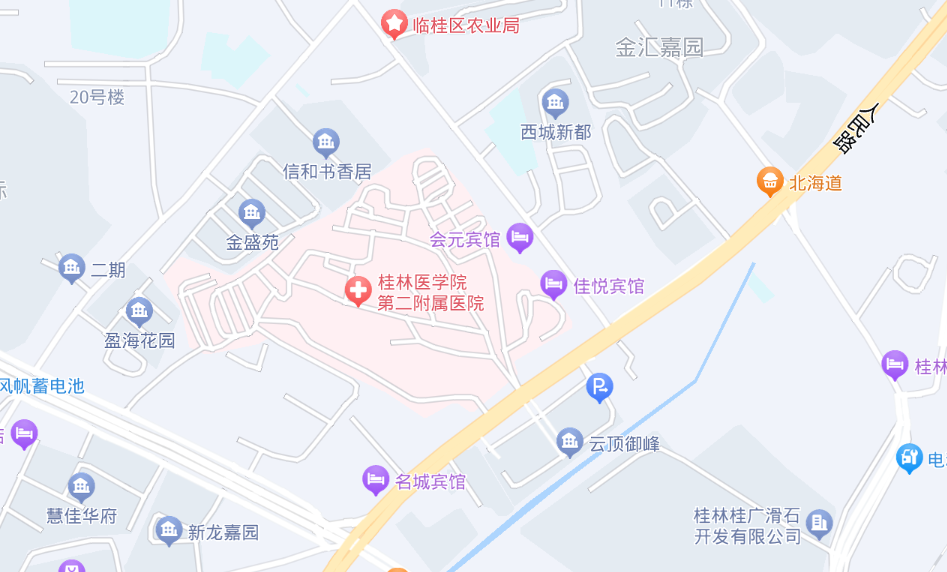 11栋
临桂区农业局
金汇嘉园
20号楼
人民路
西城新都
信和书香居
北海道
金盛苑
会元宾馆
二期
桂林医学院
第二附属医院
佳悦宾馆
盈海花园
桂林
风帆蓄电池
云顶御峰
名城宾馆
慧佳华府
桂林桂广滑石
开发有限公司
新龙嘉园